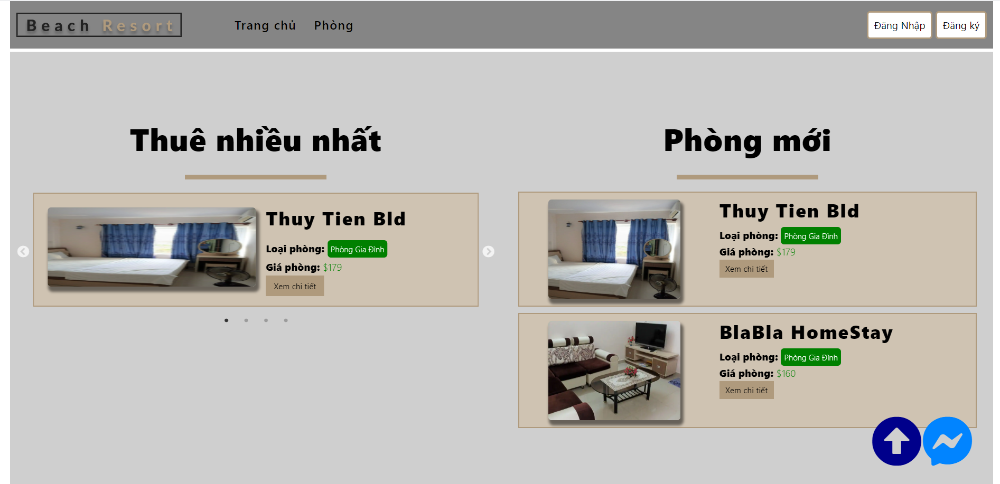 Beach Resort
Trang chủ
Phòng
Đăng Nhập
Đăng ký
Thuê nhiều nhất
Thuy Tien Bld
Loại phòng: Phòng Gia Đình
Giá phòng: $179
Xem chi tiết
Phòng mới
Thuy Tien Bld
Loại phòng: Phòng Gia Đình
Giá phòng: $179
Xem chi tiết
BlaBla HomeStay
Loại phòng: Phòng Gia Đình
Giá phòng: $160
Xem chi tiết